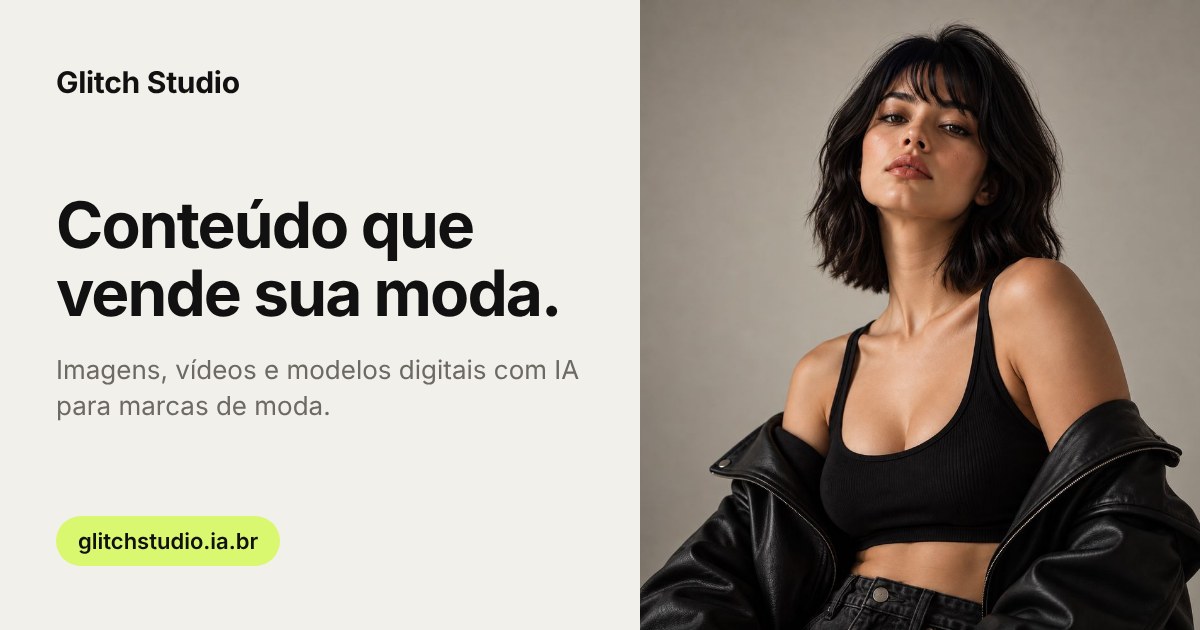 Glitch Studio
Conteúdo que
vende sua moda.
Imagens, vídeos e modelos digitais com IA
para marcas de moda.
glitchstudio.ia.br